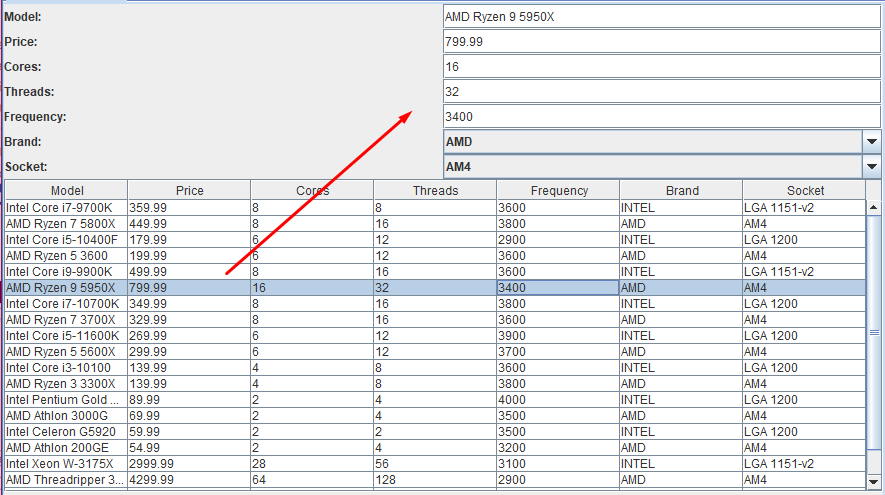 Model: AMD Ryzen 9 5950X
Price: 799.99
Cores: 16
Threads: 32
Frequency: 3400
Brand: AMD
Socket: AM4
Model Price Cores Threads Frequency Brand Socket
Intel Core i7-9700K 359.99 8 8 3600 INTEL LGA 1151-v2
AMD Ryzen 7 5800X 449.99 8 16 3800 AMD AM4
Intel Core i5-10400F 179.99 6 12 2900 INTEL LGA 1200
AMD Ryzen 5 3600 199.99 6 12 3600 AMD AM4
Intel Core i9-9900K 499.99 8 16 3600 INTEL LGA 1151-v2
AMD Ryzen 9 5950X 799.99 16 32 3400 AMD AM4
Intel Core i7-10700K 349.99 8 16 3800 INTEL LGA 1200
AMD Ryzen 7 3700X 329.99 8 16 3600 AMD AM4
Intel Core i5-11600K 269.99 6 12 3900 INTEL LGA 1200
AMD Ryzen 5 5600X 299.99 6 12 3700 AMD AM4
Intel Core i3-10100 139.99 4 8 3600 INTEL LGA 1200
AMD Ryzen 3 3300X 139.99 4 8 3800 AMD AM4
Intel Pentium Gold ... 89.99 2 4 4000 INTEL LGA 1200
AMD Athlon 3000G 69.99 2 4 3500 AMD AM4
Intel Celeron G5920 59.99 2 2 3500 INTEL LGA 1200
AMD Athlon 200GE 54.99 2 4 3200 AMD AM4
Intel Xeon W-3175X 2999.99 28 56 3100 INTEL LGA 1151-v2
AMD Threadripper 3... 4299.99 64 128 2900 AMD AM4